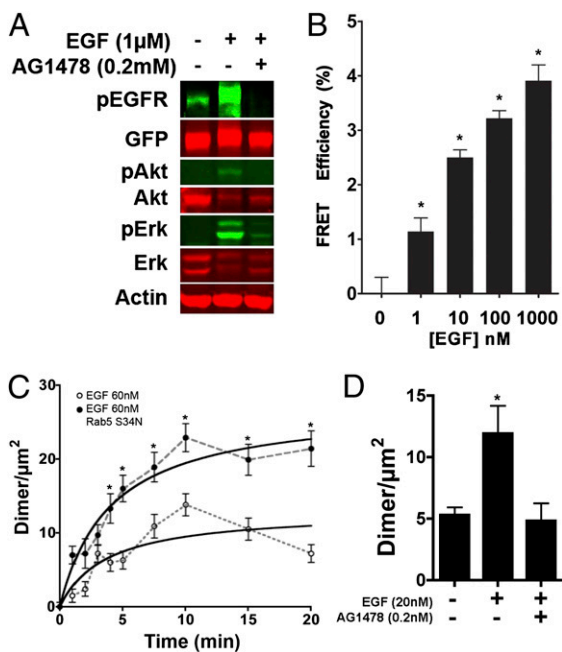 A
EGF (1µM) - + +
AG1478 (0.2mM) - - +
pEGFR
GFP
pAkt
Akt
pErk
Erk
Actin
B
FRET Efficiency (%)
5
4
3
2
1
0
* * * *
0 1 10 100 1000
[EGF] nM
C
EGF 60nM
EGF 60nM
Rab5 S34N
Dimer/µm²
30
20
10
0
* * * * * * *
0 5 10 15 20
Time (min)
D
Dimer/µm²
15
10
5
0
*
EGF (20nM) - + +
AG1478 (0.2nM) - - +